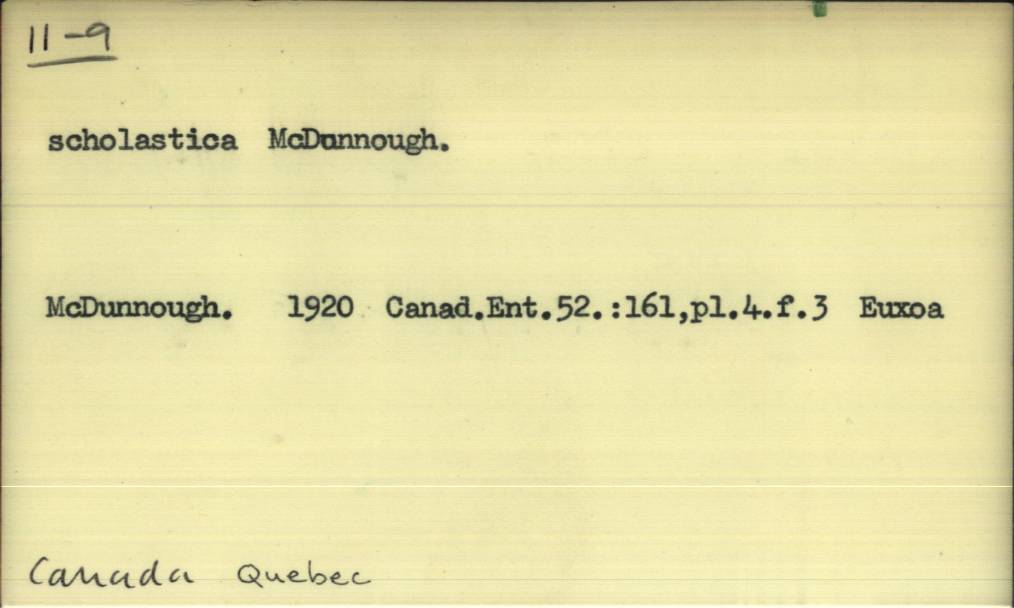 11-9
scholastica McDunnough.
McDunnough. 1920 Canad.Ent.52.:161,pl.4.f.3 Euxoa
Canada Quebec